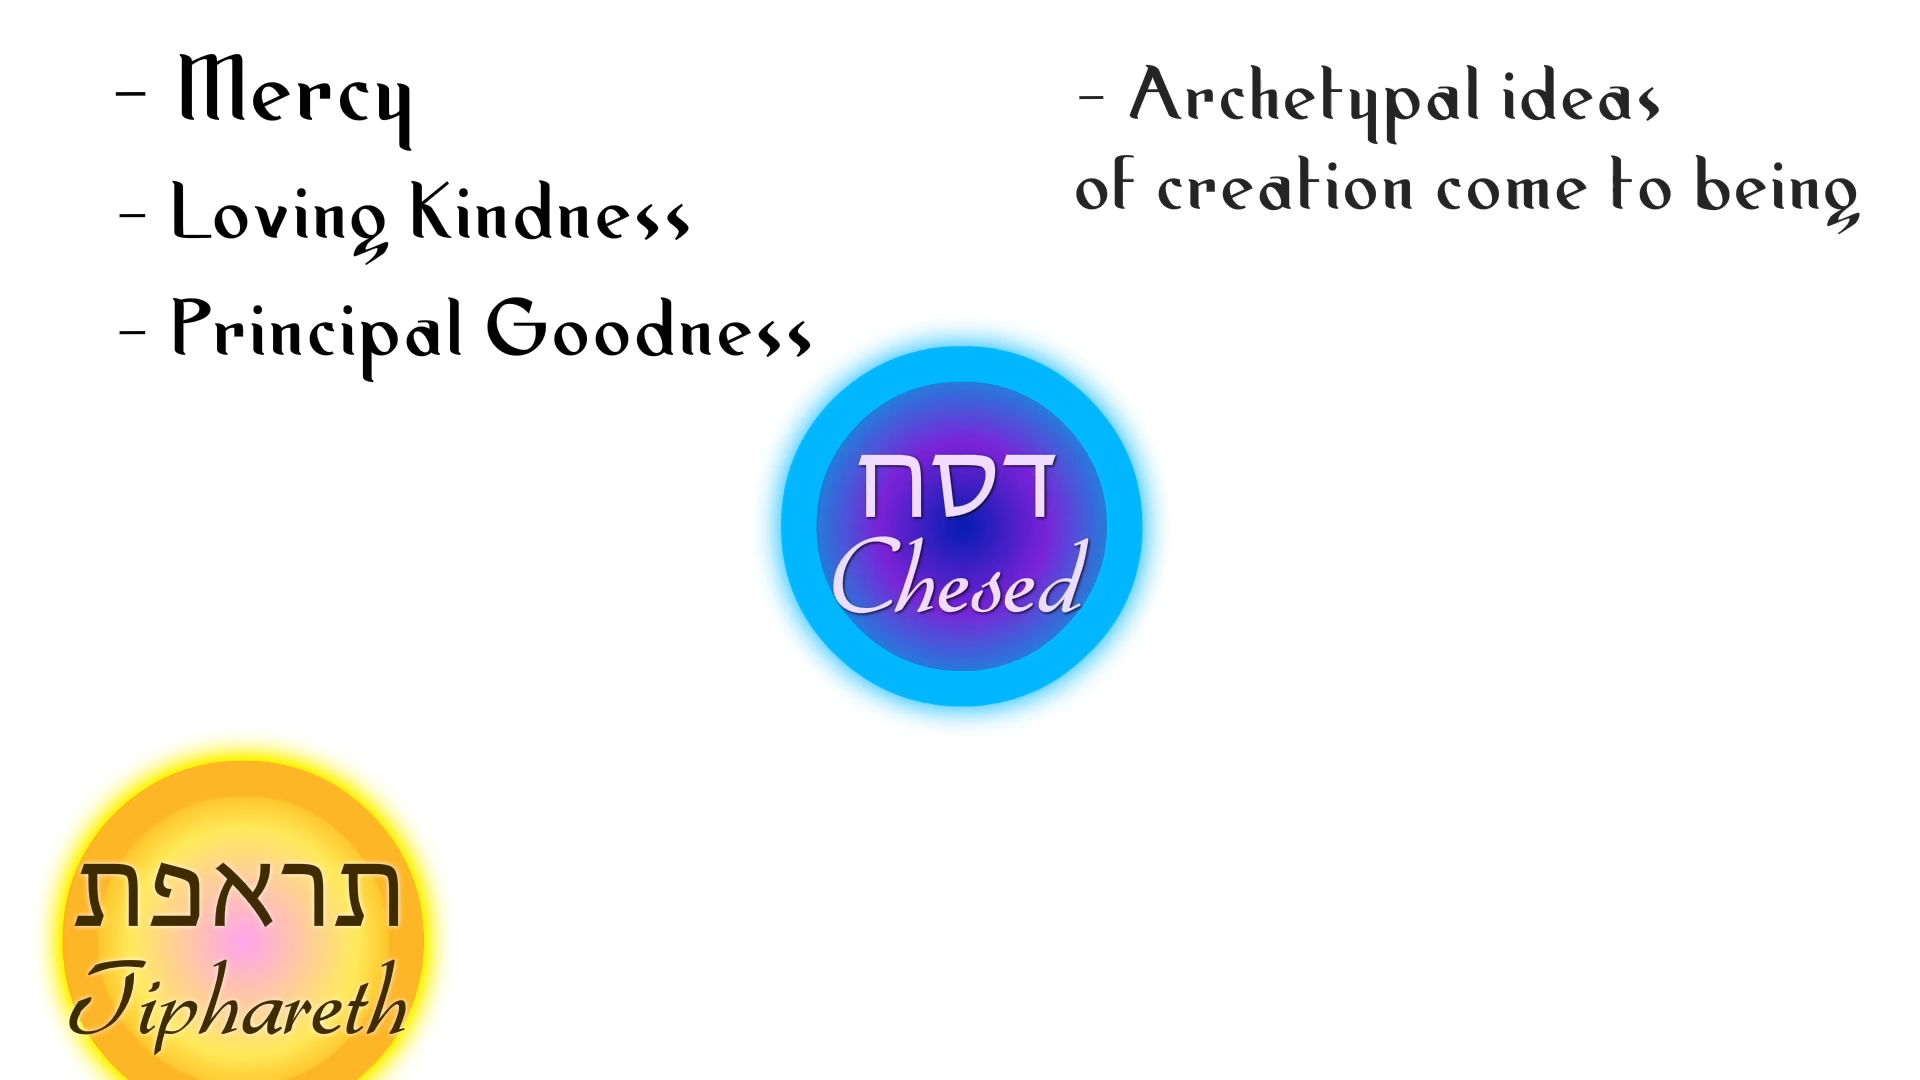 - Mercy
- Loving Kindness
- Principal Goodness
- Archetypal ideas
of creation come to being
דסח
Chesed
תראפת
Tiphareth